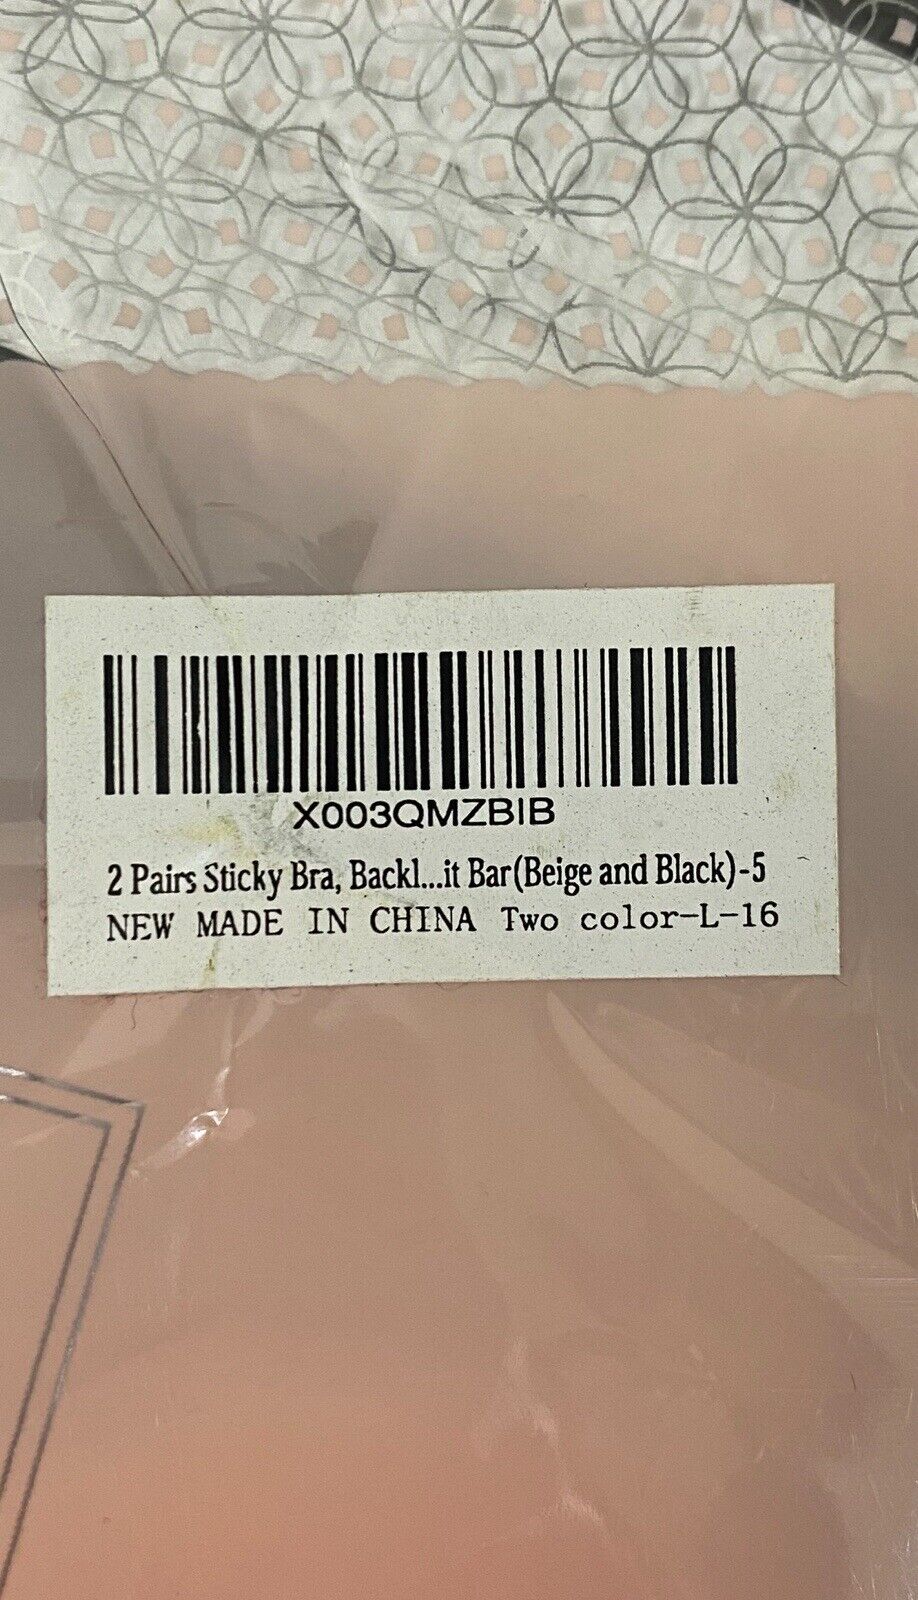 X003QMZBIB
2 Pairs Sticky Bra, Backl...it Bar(Beige and Black)-5
NEW MADE IN CHINA Two color-L-16